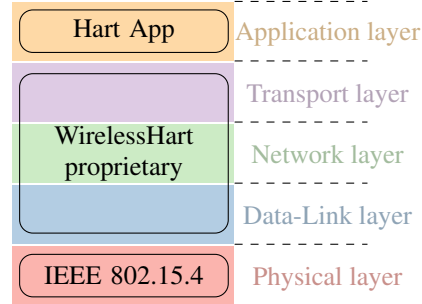 Hart App Application layer
Transport layer
WirelessHart
proprietary
Network layer
Data-Link layer
IEEE 802.15.4 Physical layer